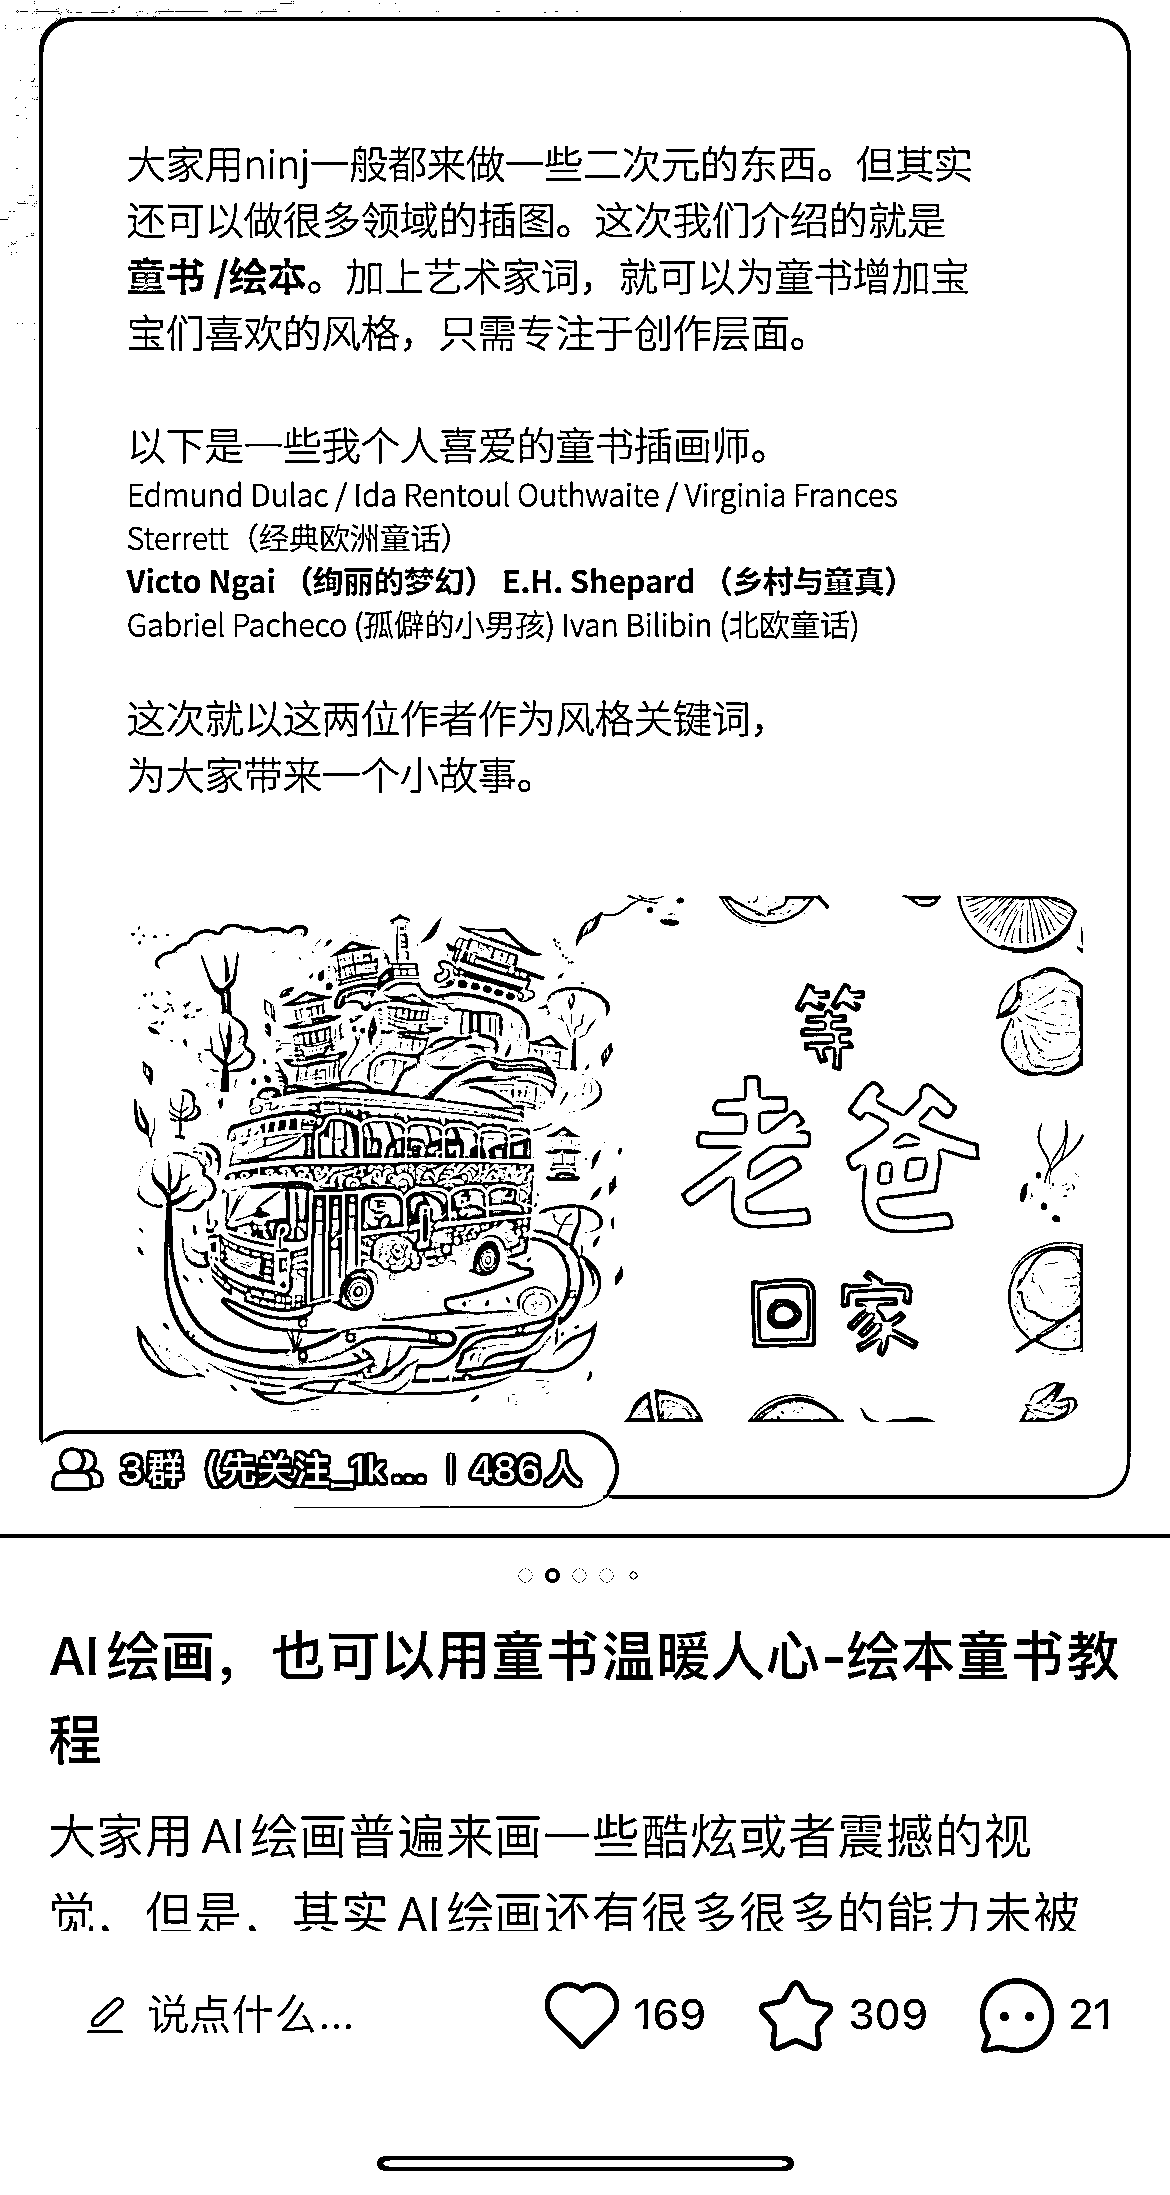 大家用ninj一般都来做一些二次元的东西。但其实
还可以做很多领域的插图。这次我们介绍的就是
童书 /绘本。加上艺术家词，就可以为童书增加宝
宝们喜欢的风格，只需专注于创作层面。
以下是一些我个人喜爱的童书插画师。
Edmund Dulac / Ida Rentoul Outhwaite / Virginia Frances
Sterrett（经典欧洲童话）
Victo Ngai （绚丽的梦幻） E.H. Shepard （乡村与童真）
Gabriel Pacheco (孤僻的小男孩) Ivan Bilibin (北欧童话)
这次就以这两位作者作为风格关键词，
为大家带来一个小故事。
等
老爸
回家
3群（先关注_1k... | 486人
AI绘画，也可以用童书温暖人心-绘本童书教
程
大家用AI绘画普遍来画一些酷炫或者震撼的视
觉，但是，其实AI绘画还有很多很多的能力未被
说点什么...
169
309
21